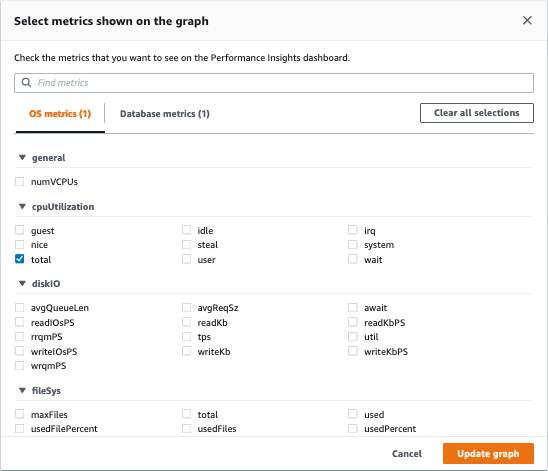 Select metrics shown on the graph
Check the metrics that you want to see on the Performance Insights dashboard.
Find metrics
OS metrics (1) Database metrics (1) Clear all selections
general
numVCPUs
cpuUtilization
guest idle irq
nice steal system
total user wait
diskIO
avgQueueLen avgReqSz await
readIOsPS readKb readKbPS
rrqmPS tps util
writeIOsPS writeKb writeKbPS
wrqmPS
fileSys
maxFiles total used
usedFilePercent usedFiles usedPercent
Cancel Update graph